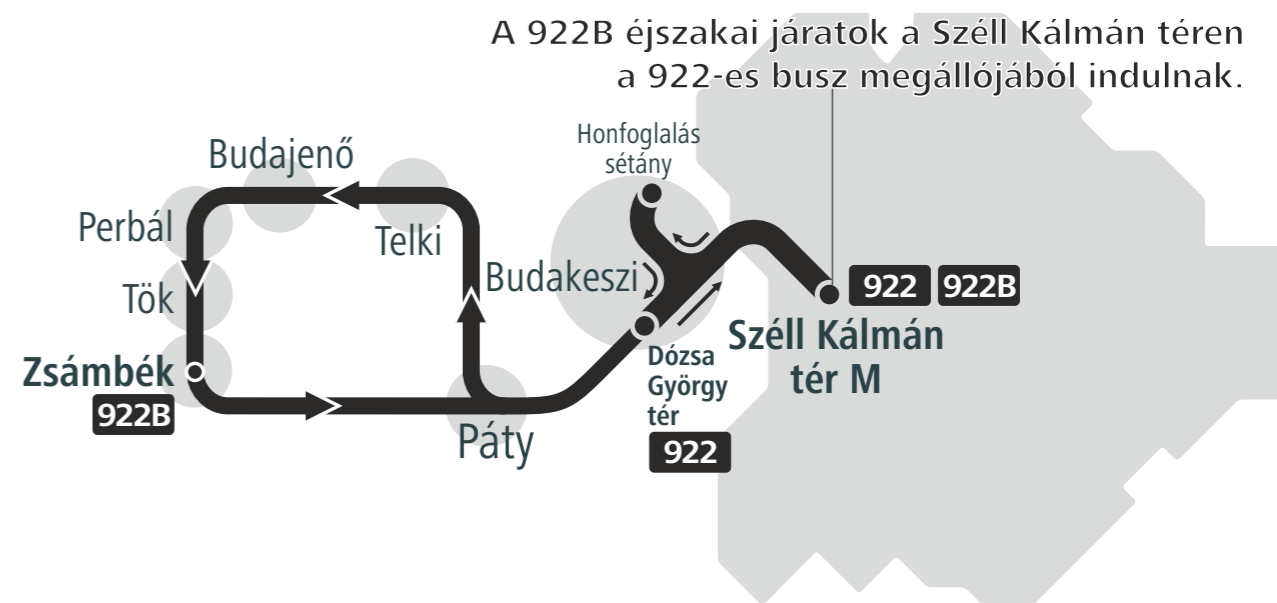 A 922B éjszakai járatok a Széll Kálmán téren
a 922-es busz megállójából indulnak.
Honfoglalás
sétány
Budajenő
Perbál
Telki
Tök
Budakeszi
922 922B
Széll Kálmán
tér M
Zsámbék
922B
Dózsa
György
tér
922
Páty